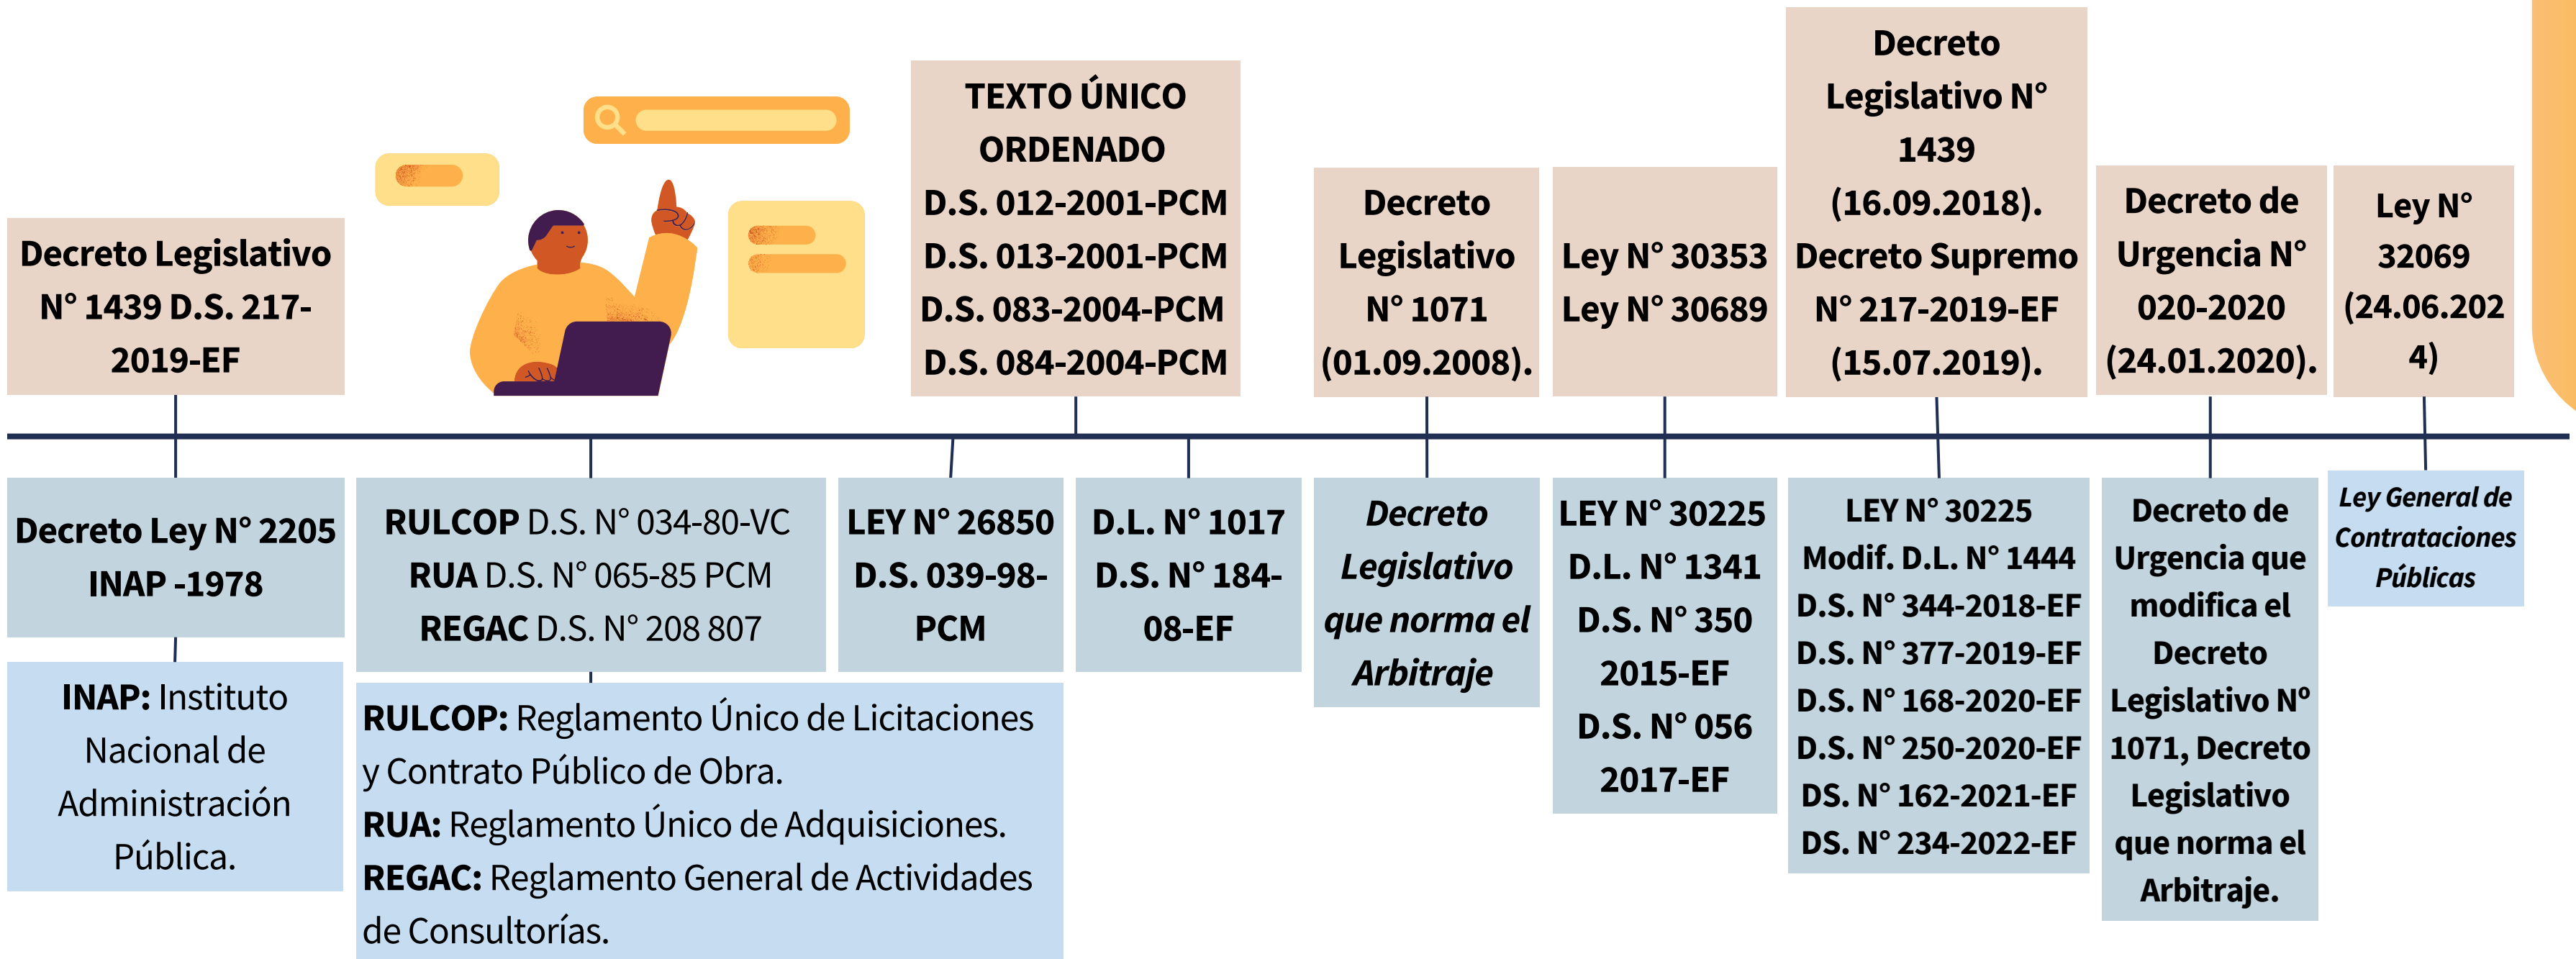 Decreto Legislativo
N° 1439 D.S. 217-
2019-EF
TEXTO ÚNICO
ORDENADO
D.S. 012-2001-PCM
D.S. 013-2001-PCM
D.S. 083-2004-PCM
D.S. 084-2004-PCM
Decreto
Legislativo
N° 1071
(01.09.2008).
Ley N° 30353
Ley N° 30689
Decreto
Legislativo N°
1439
(16.09.2018).
Decreto Supremo
N° 217-2019-EF
(15.07.2019).
Decreto de
Urgencia N°
020-2020
(24.01.2020).
Ley N°
32069
(24.06.202
4)
Decreto Ley N° 2205
INAP -1978
INAP: Instituto
Nacional de
Administración
Pública.
RULCOP D.S. N° 034-80-VC
RUA D.S. N° 065-85 PCM
REGAC D.S. N° 208 807
RULCOP: Reglamento Único de Licitaciones
y Contrato Público de Obra.
RUA: Reglamento Único de Adquisiciones.
REGAC: Reglamento General de Actividades
de Consultorías.
LEY N° 26850
D.S. 039-98-
PCM
D.L. N° 1017
D.S. N° 184-
08-EF
Decreto
Legislativo
que norma el
Arbitraje
LEY N° 30225
D.L. N° 1341
D.S. N° 350
2015-EF
D.S. N° 056
2017-EF
LEY N° 30225
Modif. D.L. N° 1444
D.S. N° 344-2018-EF
D.S. N° 377-2019-EF
D.S. N° 168-2020-EF
D.S. N° 250-2020-EF
DS. N° 162-2021-EF
DS. N° 234-2022-EF
Decreto de
Urgencia que
modifica el
Decreto
Legislativo Nº
1071, Decreto
Legislativo
que norma el
Arbitraje.
Ley General de
Contrataciones
Públicas